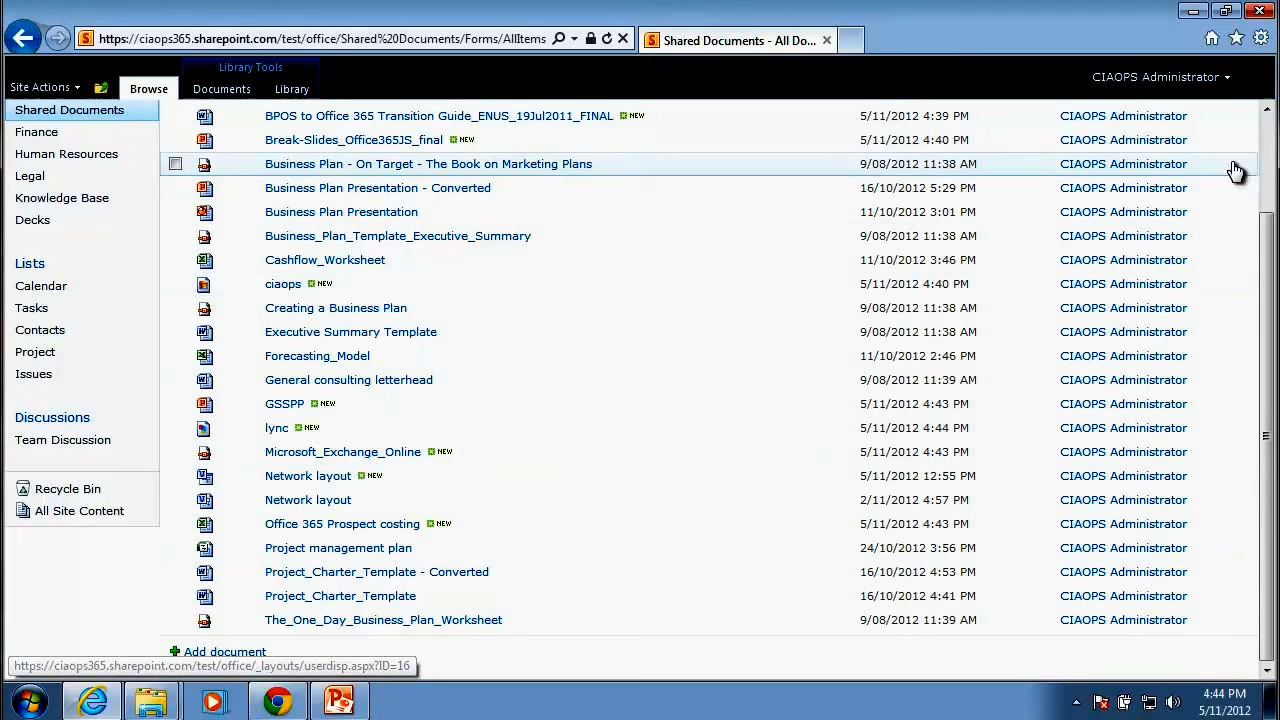 https://ciaops365.sharepoint.com/test/office/Shared%20Documents/Forms/AllItems
Shared Documents - All Do...
Library Tools
Site Actions
Browse
Documents
Library
CIAOPS Administrator
Shared Documents
Finance
Human Resources
Legal
Knowledge Base
Decks
Lists
Calendar
Tasks
Contacts
Project
Issues
Discussions
Team Discussion
Recycle Bin
All Site Content
BPOS to Office 365 Transition Guide_ENUS_19Jul2011_FINAL NEW 5/11/2012 4:39 PM CIAOPS Administrator
Break-Slides_Office365JS_final NEW 5/11/2012 4:40 PM CIAOPS Administrator
Business Plan - On Target - The Book on Marketing Plans 9/08/2012 11:38 AM CIAOPS Administrator
Business Plan Presentation - Converted 16/10/2012 5:29 PM CIAOPS Administrator
Business Plan Presentation 11/10/2012 3:01 PM CIAOPS Administrator
Business_Plan_Template_Executive_Summary 9/08/2012 11:38 AM CIAOPS Administrator
Cashflow_Worksheet 11/10/2012 3:46 PM CIAOPS Administrator
ciaops NEW 5/11/2012 4:40 PM CIAOPS Administrator
Creating a Business Plan 9/08/2012 11:38 AM CIAOPS Administrator
Executive Summary Template 9/08/2012 11:38 AM CIAOPS Administrator
Forecasting_Model 11/10/2012 2:46 PM CIAOPS Administrator
General consulting letterhead 9/08/2012 11:39 AM CIAOPS Administrator
GSSPP NEW 5/11/2012 4:43 PM CIAOPS Administrator
lync NEW 5/11/2012 4:44 PM CIAOPS Administrator
Microsoft_Exchange_Online NEW 5/11/2012 4:43 PM CIAOPS Administrator
Network layout NEW 5/11/2012 12:55 PM CIAOPS Administrator
Network layout 2/11/2012 4:57 PM CIAOPS Administrator
Office 365 Prospect costing NEW 5/11/2012 4:43 PM CIAOPS Administrator
Project management plan 24/10/2012 3:56 PM CIAOPS Administrator
Project_Charter_Template - Converted 16/10/2012 4:53 PM CIAOPS Administrator
Project_Charter_Template 16/10/2012 4:41 PM CIAOPS Administrator
The_One_Day_Business_Plan_Worksheet 9/08/2012 11:39 AM CIAOPS Administrator
Add document
https://ciaops365.sharepoint.com/test/office/_layouts/userdisp.aspx?ID=16
4:44 PM
5/11/2012